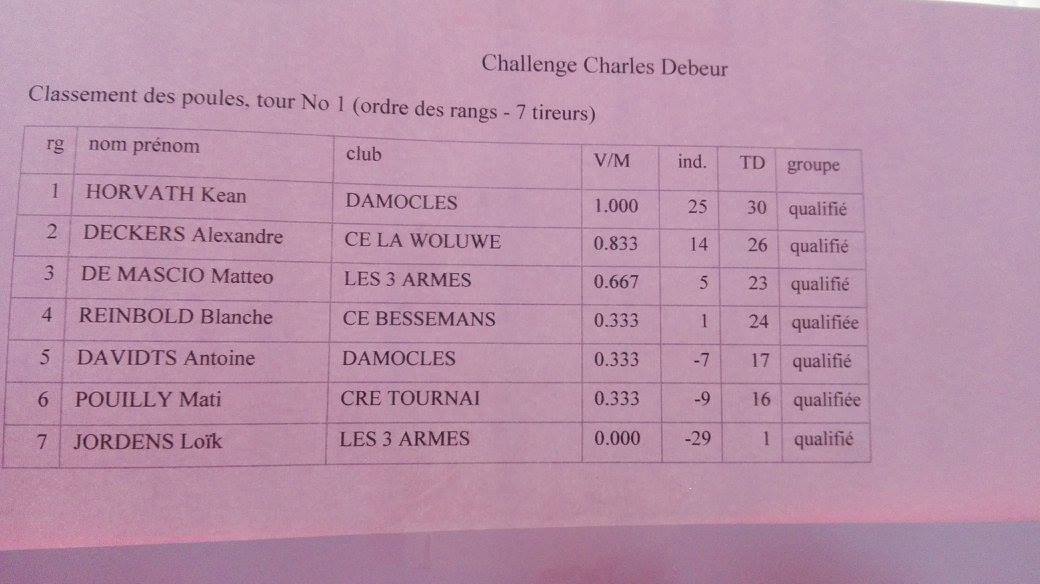 Challenge Charles Debeur
Classement des poules, tour No 1 (ordre des rangs - 7 tireurs)
rg nom prénom club V/M ind. TD groupe
1 HORVATH Kean DAMOCLES 1.000 25 30 qualifié
2 DECKERS Alexandre CE LA WOLUWE 0.833 14 26 qualifié
3 DE MASCIO Matteo LES 3 ARMES 0.667 5 23 qualifié
4 REINBOLD Blanche CE BESSEMANS 0.333 1 24 qualifiée
5 DAVIDTS Antoine DAMOCLES 0.333 -7 17 qualifié
6 POUILLY Mati CRE TOURNAI 0.333 -9 16 qualifiée
7 JORDENS Loïk LES 3 ARMES 0.000 -29 1 qualifié